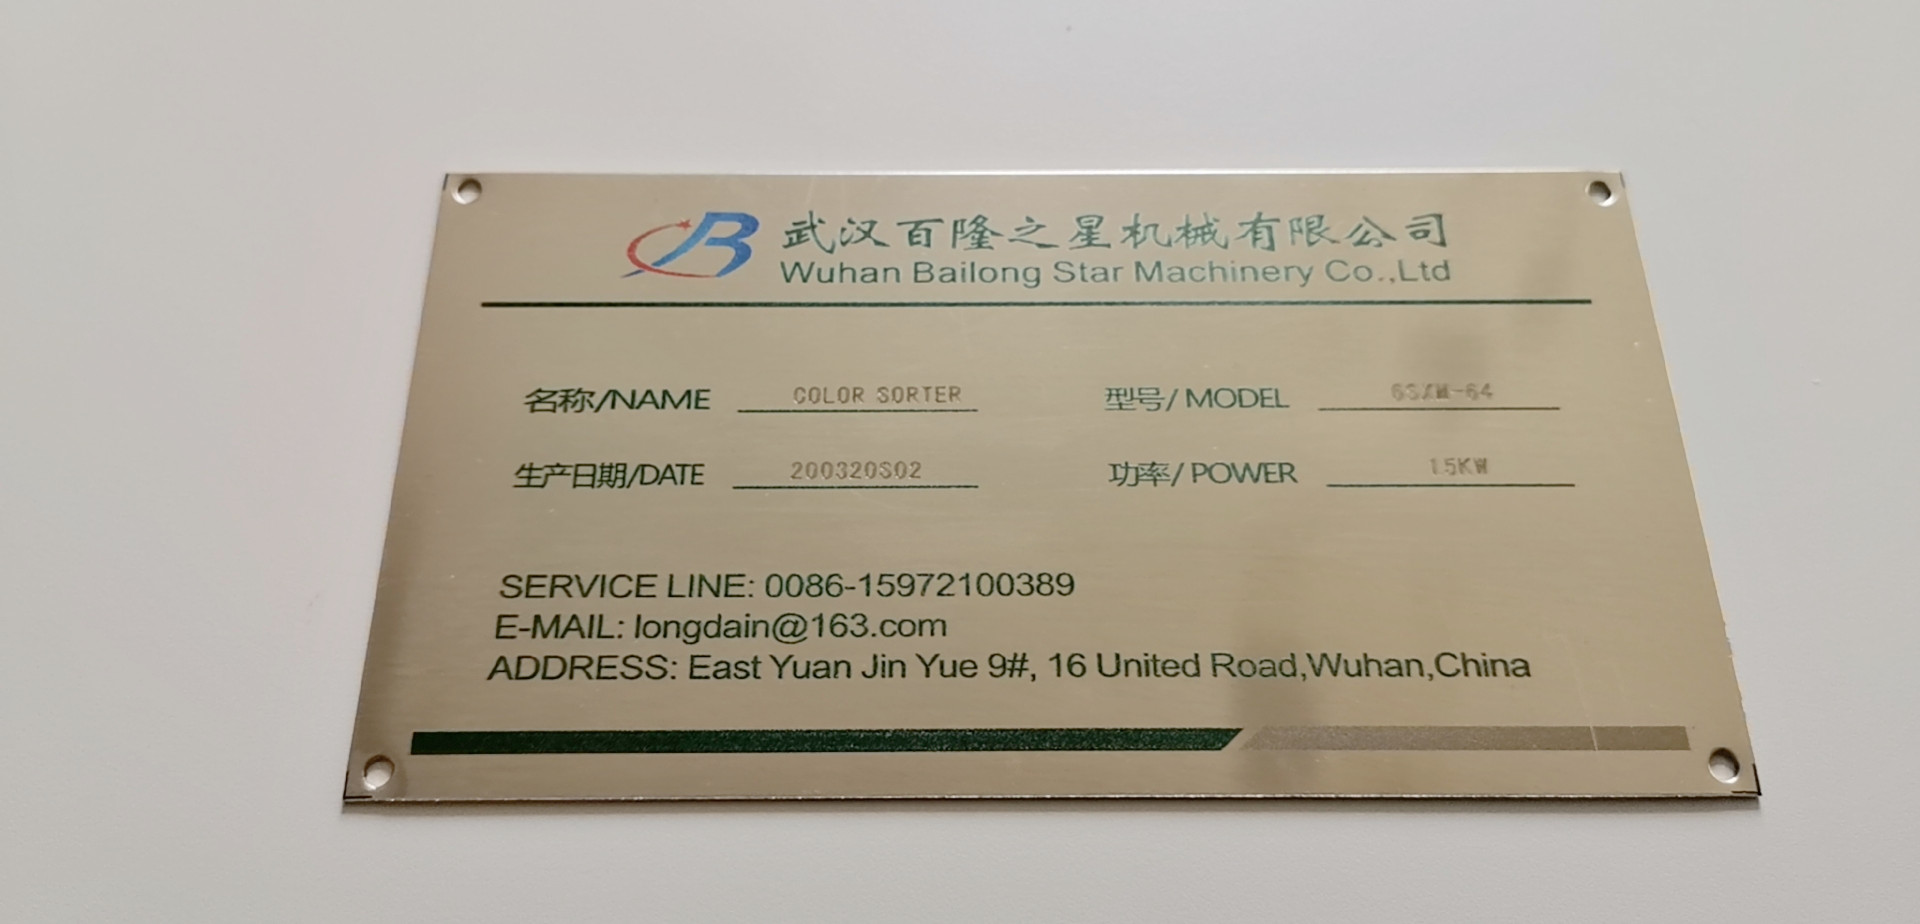 武汉百隆之星机械有限公司
Wuhan Bailong Star Machinery Co.,Ltd
名称/NAME COLOR SORTER 型号/ MODEL
生产日期/DATE 200320S02 功率/ POWER
SERVICE LINE: 0086-15972100389
E-MAIL: longdain@163.com
ADDRESS: East Yuan Jin Yue 9#, 16 United Road,Wuhan,China